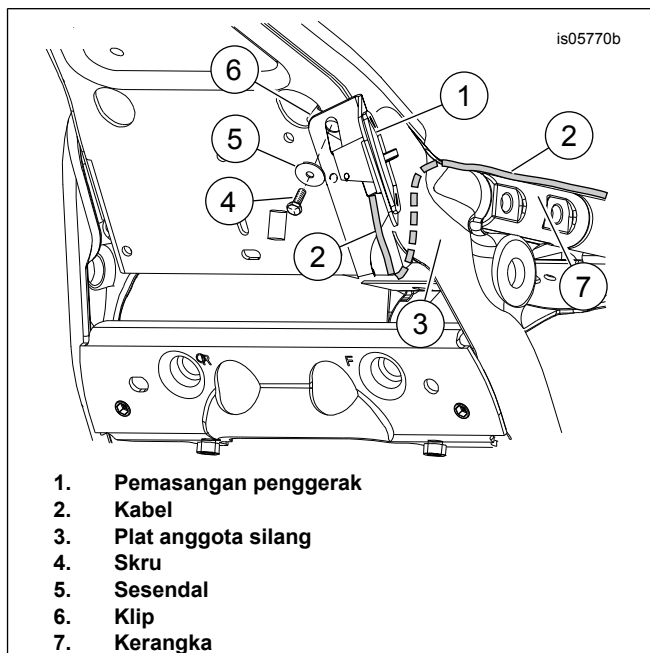 is05770b
6
1
2
5
4
2
3
7
1. Pemasangan penggerak
2. Kabel
3. Plat anggota silang
4. Skru
5. Sesendal
6. Klip
7. Kerangka